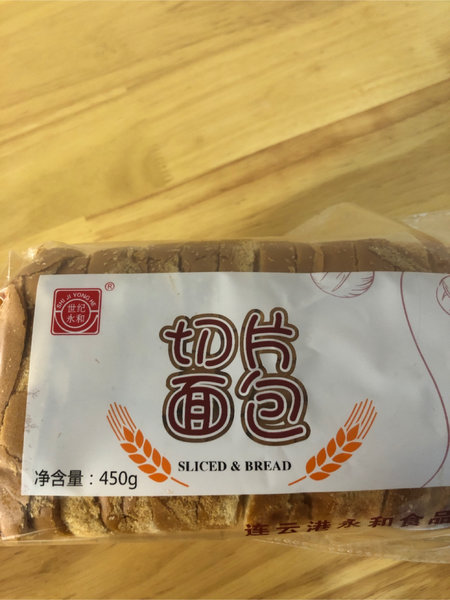 SHI JI YONG HE
世纪
永和
®
切片
面包
SLICED & BREAD
净含量：450g
连云港永和食品